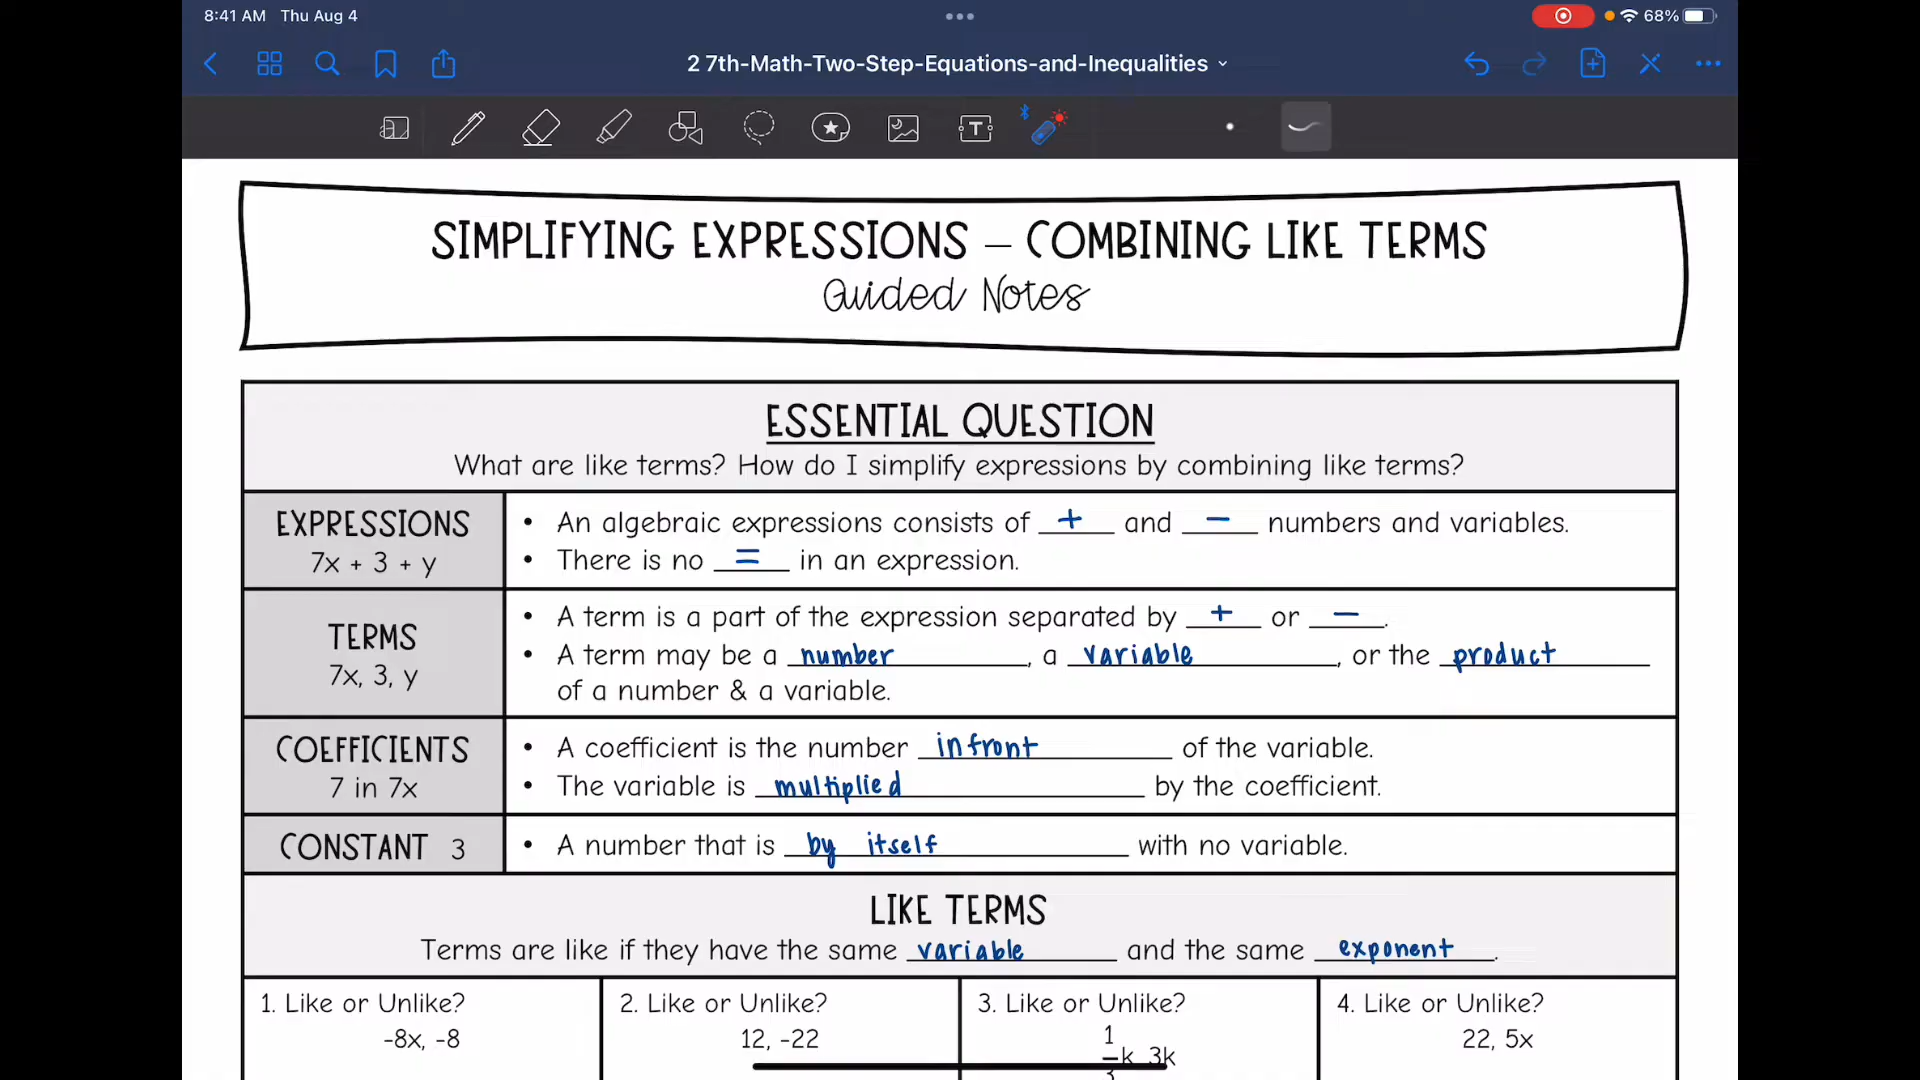 8:41 AM Thu Aug 4
68%
2 7th-Math-Two-Step-Equations-and-Inequalities
SIMPLIFYING EXPRESSIONS – COMBINING LIKE TERMS
Guided Notes
ESSENTIAL QUESTION
What are like terms? How do I simplify expressions by combining like terms?
EXPRESSIONS
7x + 3 + y
• An algebraic expressions consists of + and − numbers and variables.
• There is no = in an expression.
TERMS
7x, 3, y
• A term is a part of the expression separated by + or −.
• A term may be a number, a variable, or the product
of a number & a variable.
COEFFICIENTS
7 in 7x
• A coefficient is the number infront of the variable.
• The variable is multiplied by the coefficient.
CONSTANT 3
• A number that is by itself with no variable.
LIKE TERMS
Terms are like if they have the same variable and the same exponent.
1. Like or Unlike?
-8x, -8
2. Like or Unlike?
12, -22
3. Like or Unlike?
1/3 k, 3k
4. Like or Unlike?
22, 5x